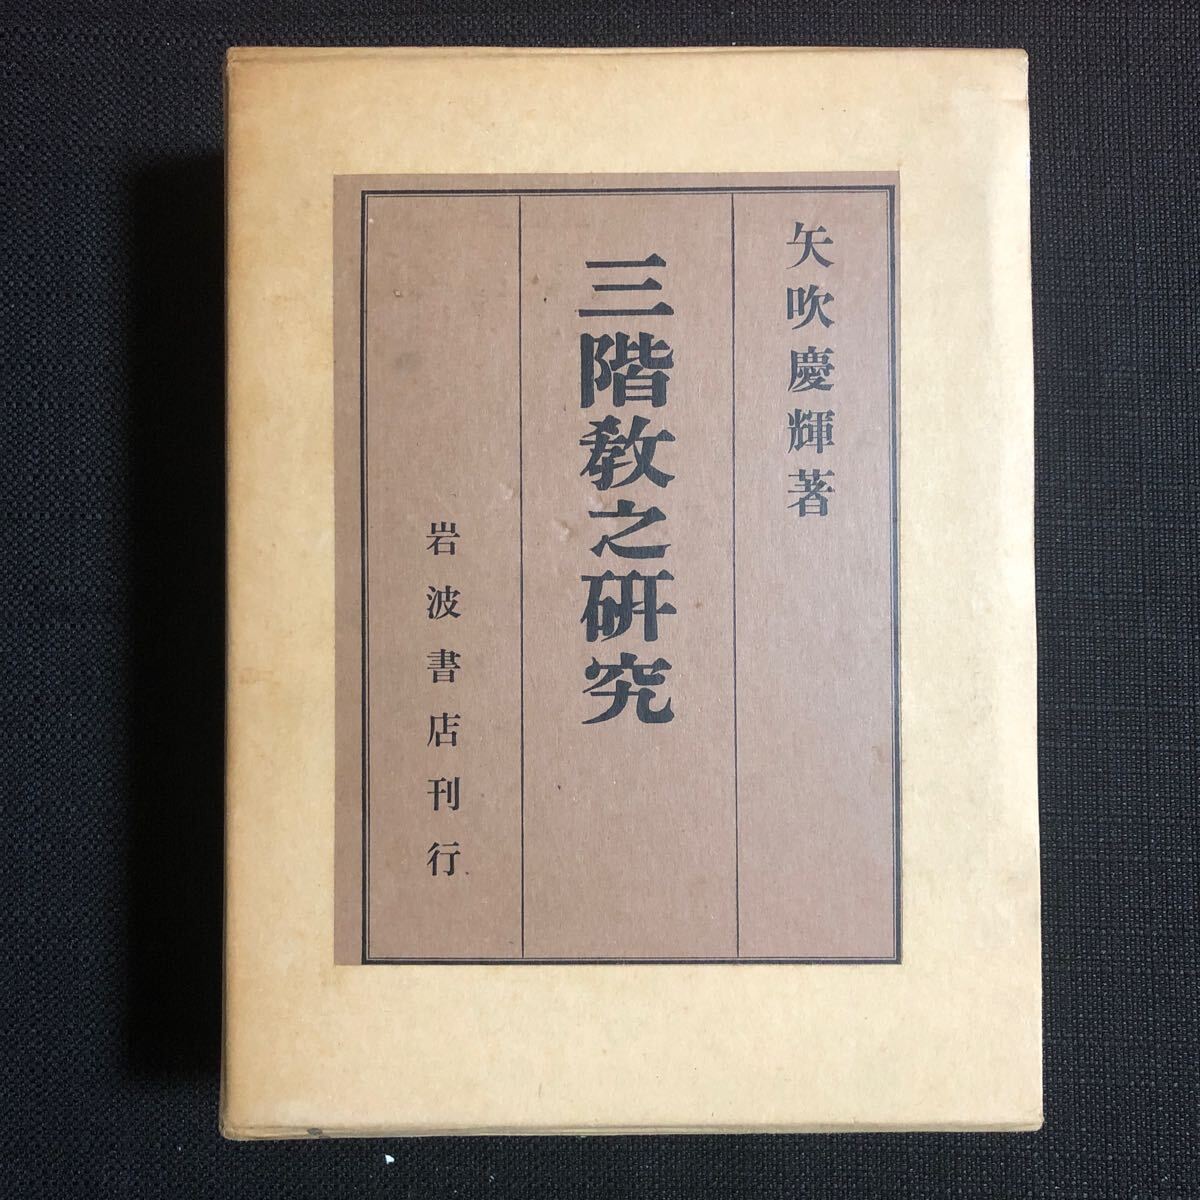 矢吹慶輝著
三階教之研究
岩波書店刊行